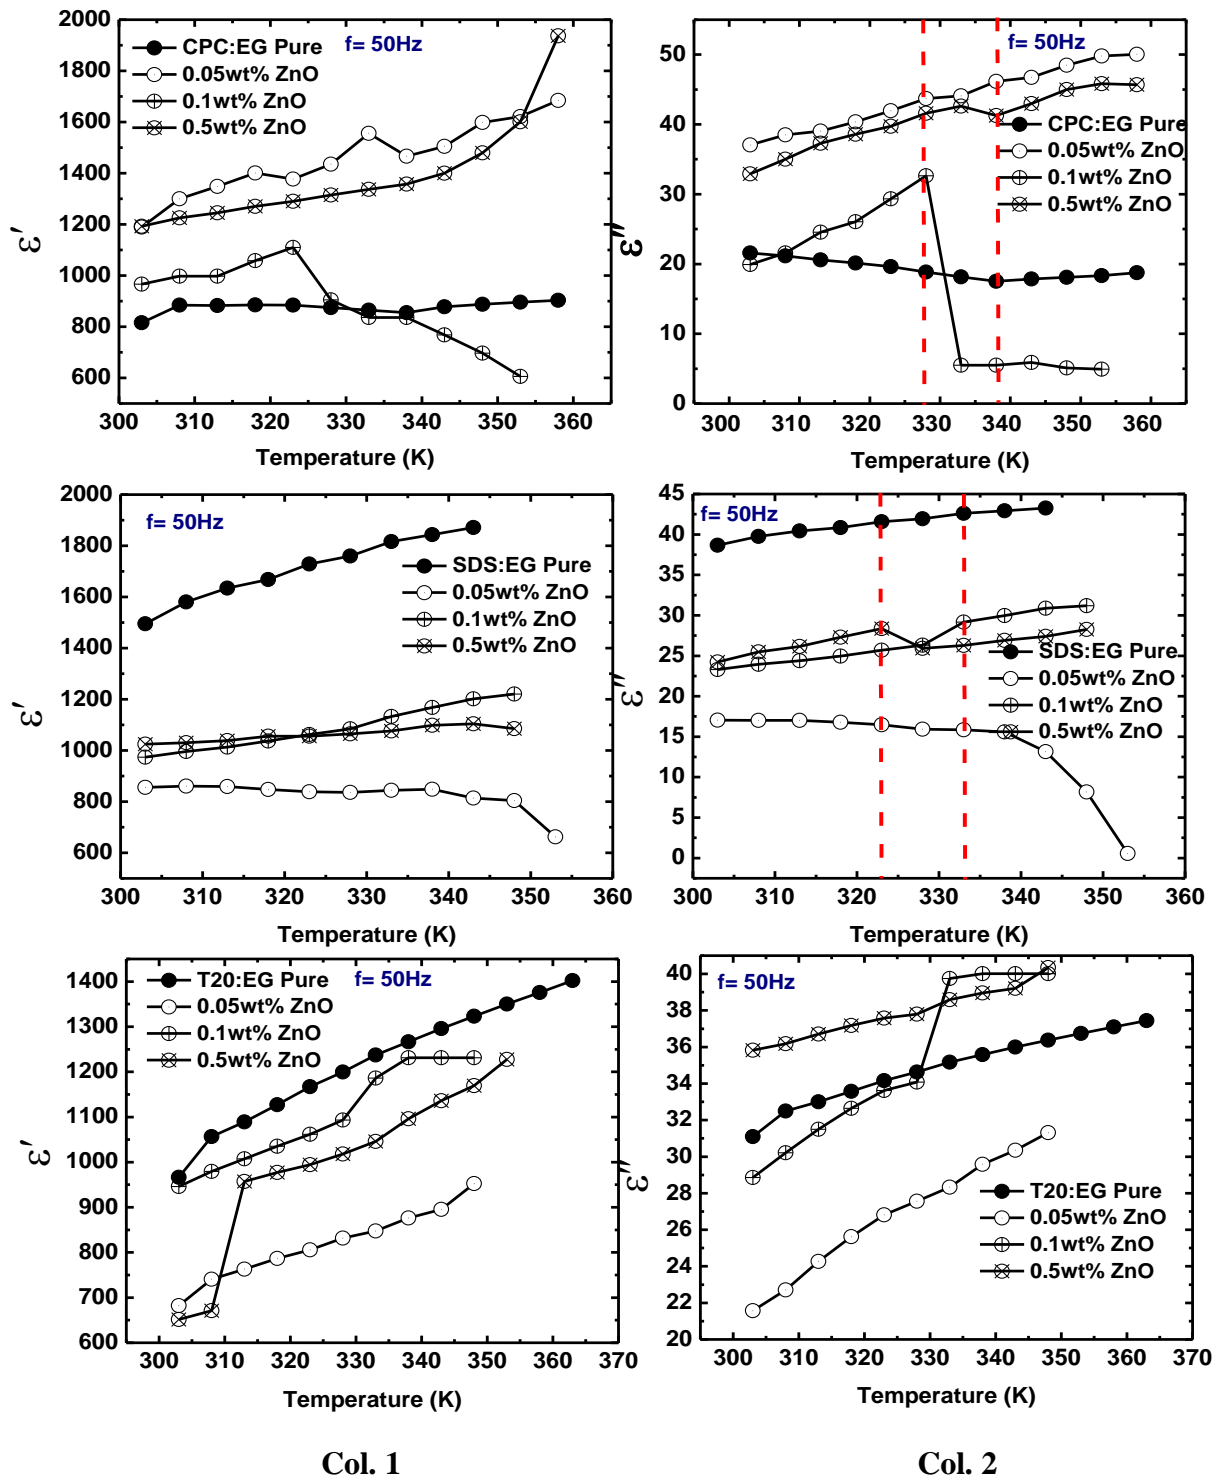 2000
1800
1600
1400
1200
1000
800
600
ε′
CPC:EG Pure
0.05wt% ZnO
0.1wt% ZnO
0.5wt% ZnO
f= 50Hz
300 310 320 330 340 350 360
Temperature (K)
50
40
30
20
10
0
ε″
f= 50Hz
CPC:EG Pure
0.05wt% ZnO
0.1wt% ZnO
0.5wt% ZnO
300 310 320 330 340 350 360
Temperature (K)
2000
1800
1600
1400
1200
1000
800
600
ε′
f= 50Hz
SDS:EG Pure
0.05wt% ZnO
0.1wt% ZnO
0.5wt% ZnO
300 310 320 330 340 350 360
Temperature (K)
45
40
35
30
25
20
15
10
5
0
ε″
f= 50Hz
SDS:EG Pure
0.05wt% ZnO
0.1wt% ZnO
0.5wt% ZnO
300 310 320 330 340 350 360
Temperature (K)
1400
1300
1200
1100
1000
900
800
700
600
ε′
T20:EG Pure
0.05wt% ZnO
0.1wt% ZnO
0.5wt% ZnO
f= 50Hz
300 310 320 330 340 350 360 370
Temperature (K)
40
38
36
34
32
30
28
26
24
22
20
ε″
f= 50Hz
T20:EG Pure
0.05wt% ZnO
0.1wt% ZnO
0.5wt% ZnO
300 310 320 330 340 350 360 370
Temperature (K)
Col. 1
Col. 2